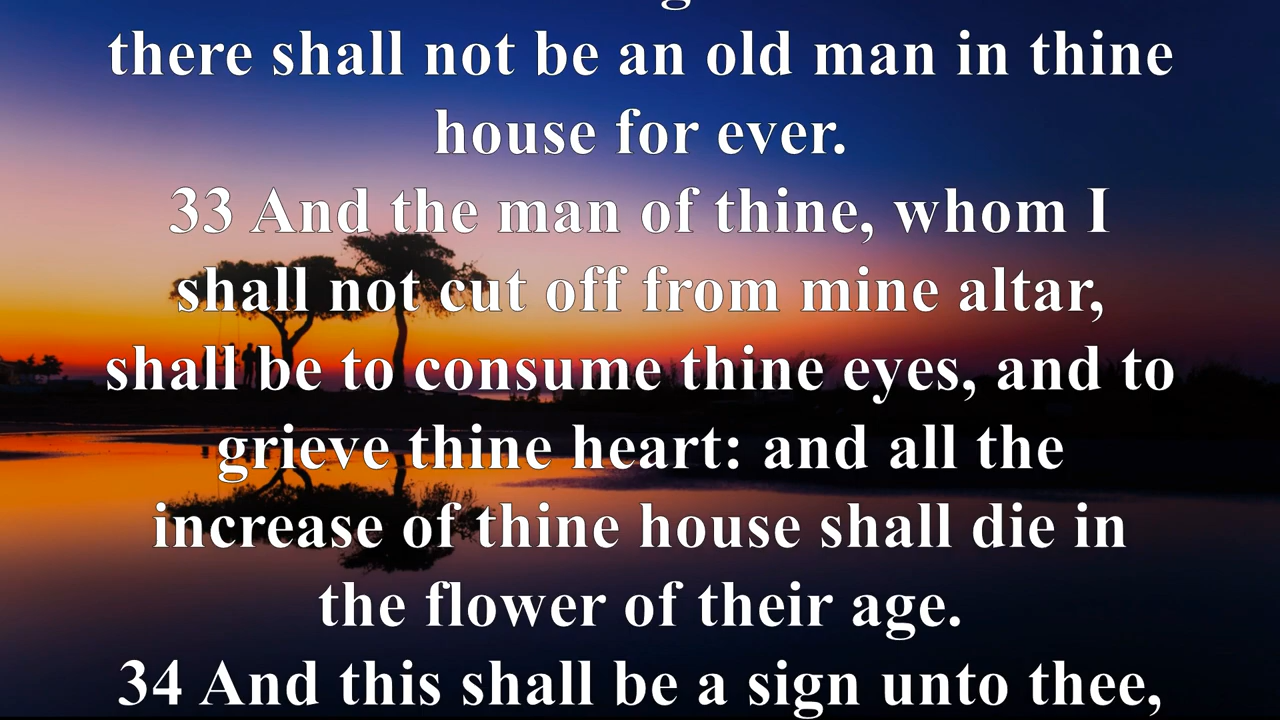 there shall not be an old man in thine
house for ever.
33 And the man of thine, whom I
shall not cut off from mine altar,
shall be to consume thine eyes, and to
grieve thine heart: and all the
increase of thine house shall die in
the flower of their age.
34 And this shall be a sign unto thee,